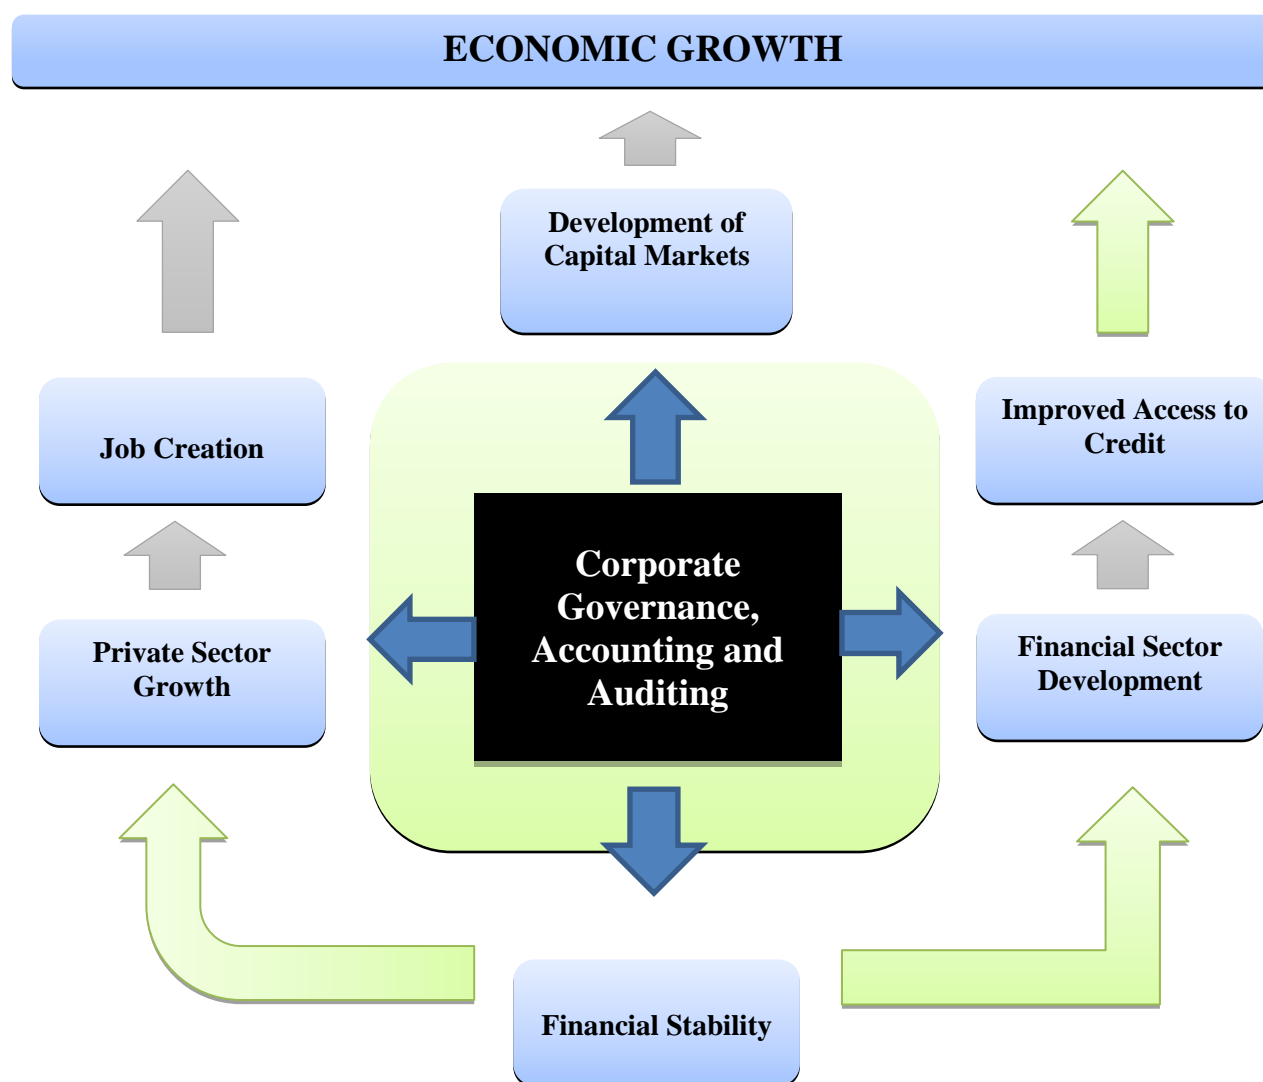 ECONOMIC GROWTH
Development of
Capital Markets
Job Creation
Improved Access to
Credit
Corporate
Governance,
Accounting and
Auditing
Private Sector
Growth
Financial Sector
Development
Financial Stability